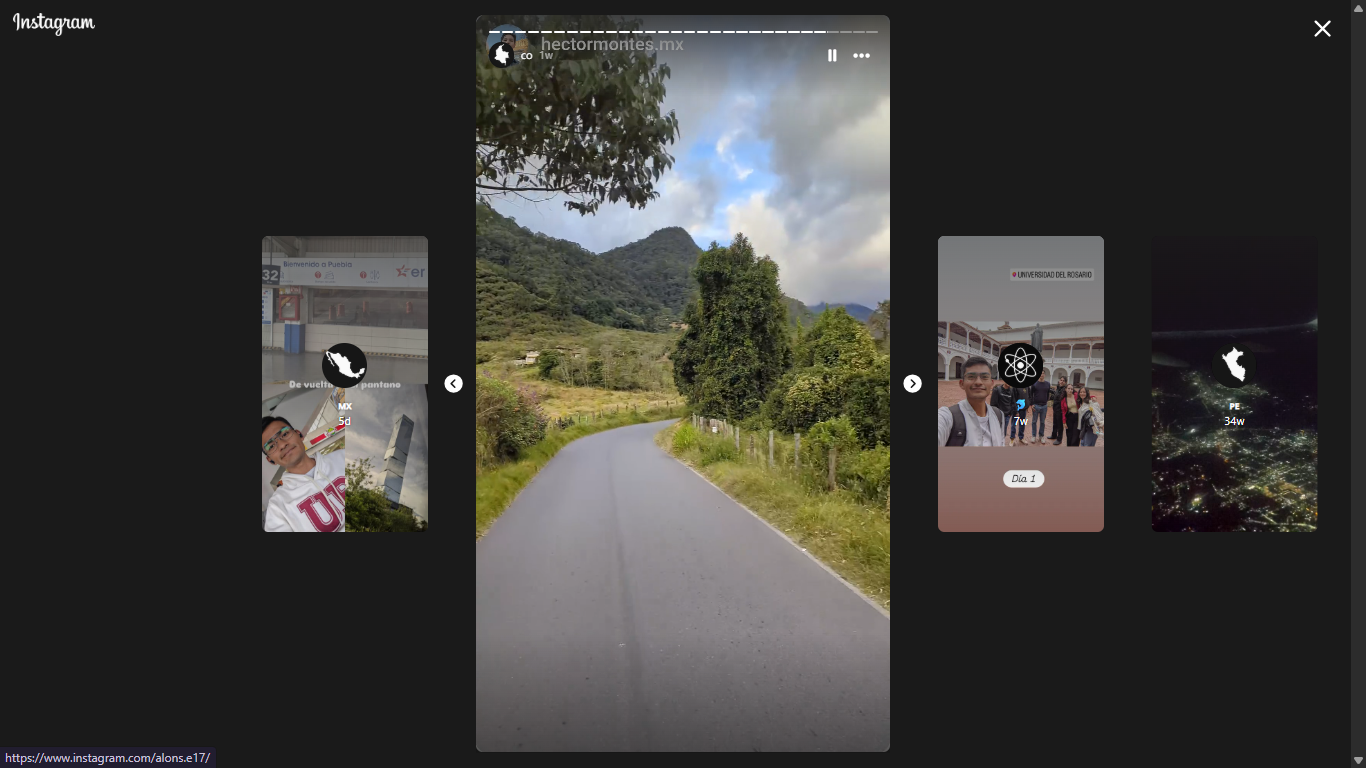 Instagram
hectormontes.mx
CO 1w
Bienvenido a Puebla
32
er
De vuelta
pantano
MX
5d
UNIVERSIDAD DEL ROSARIO
7w
Día 1
PE
34w
https://www.instagram.com/alons.e17/